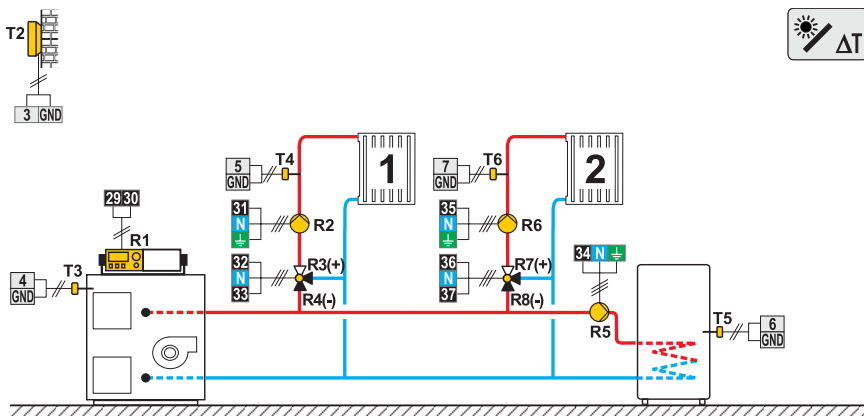 T2
ΔT
3 GND
5
GND
T4
1
7
GND
T6
2
29 30
R1
31
N
R2
35
N
R6
34 N
4
GND
T3
32
N
33
R3(+)
R4(-)
36
N
37
R7(+)
R8(-)
R5
T5
6
GND